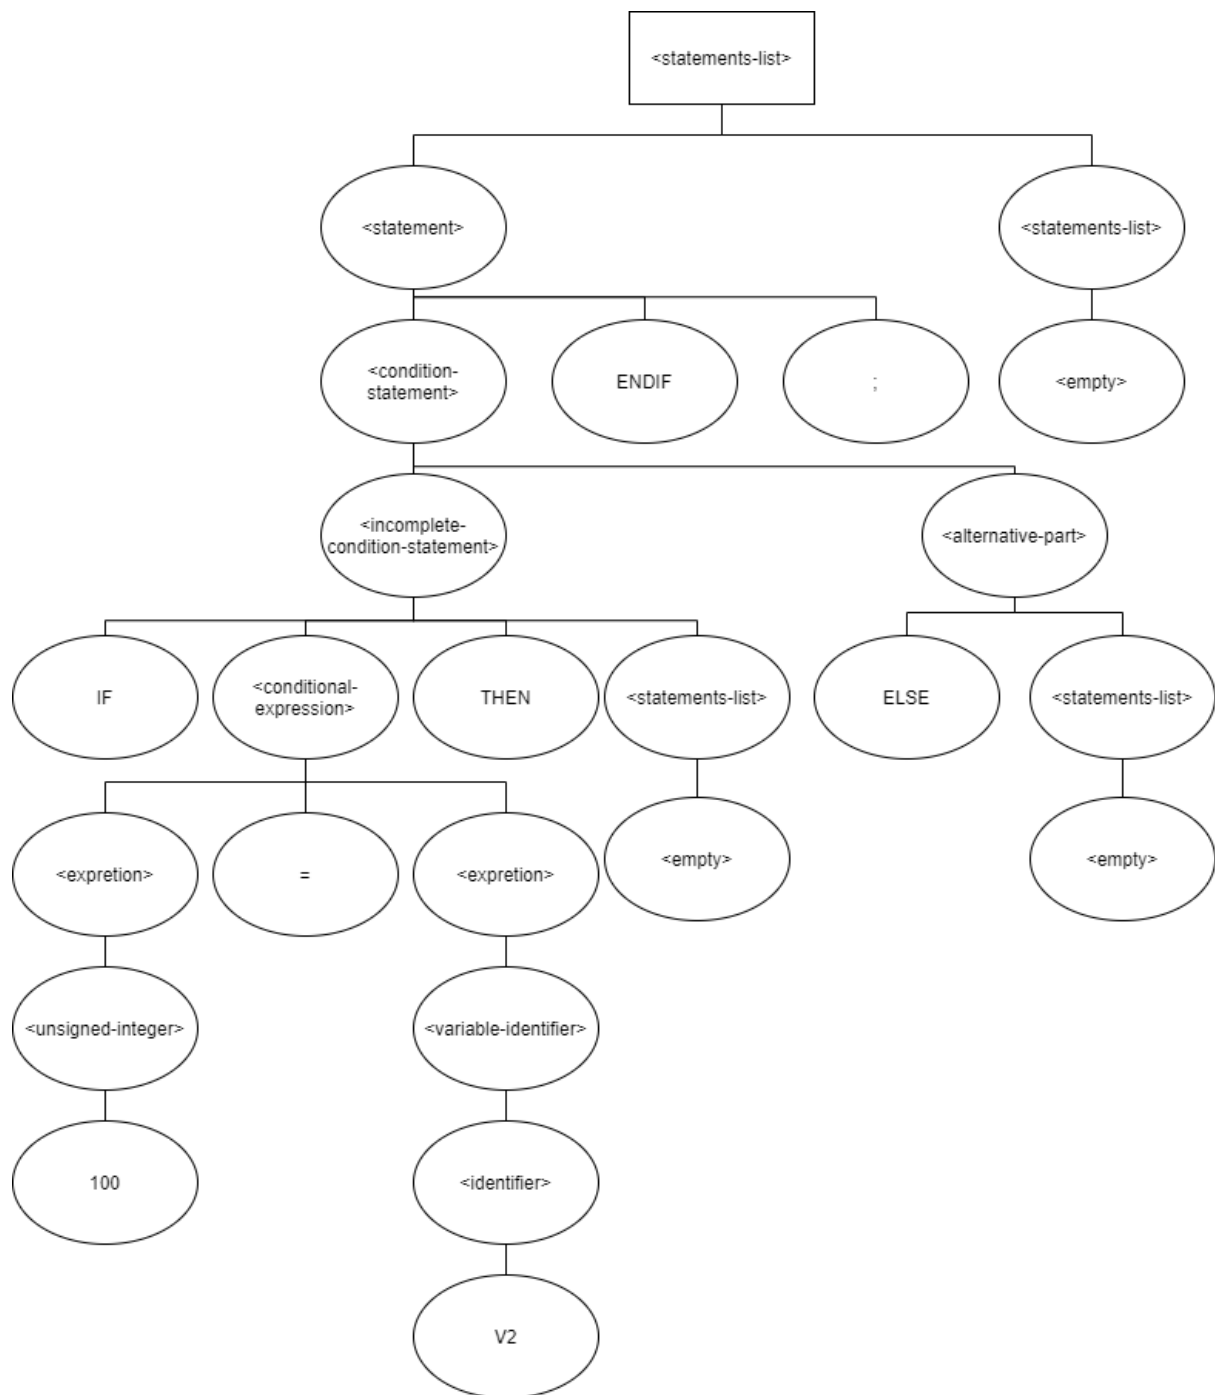 <statements-list>
<statement>
<statements-list>
<condition-
statement>
ENDIF
;
<empty>
<incomplete-
condition-statement>
<alternative-part>
IF
<conditional-
expression>
THEN
<statements-list>
ELSE
<statements-list>
<expretion>
=
<expretion>
<empty>
<empty>
<unsigned-integer>
<variable-identifier>
100
<identifier>
V2